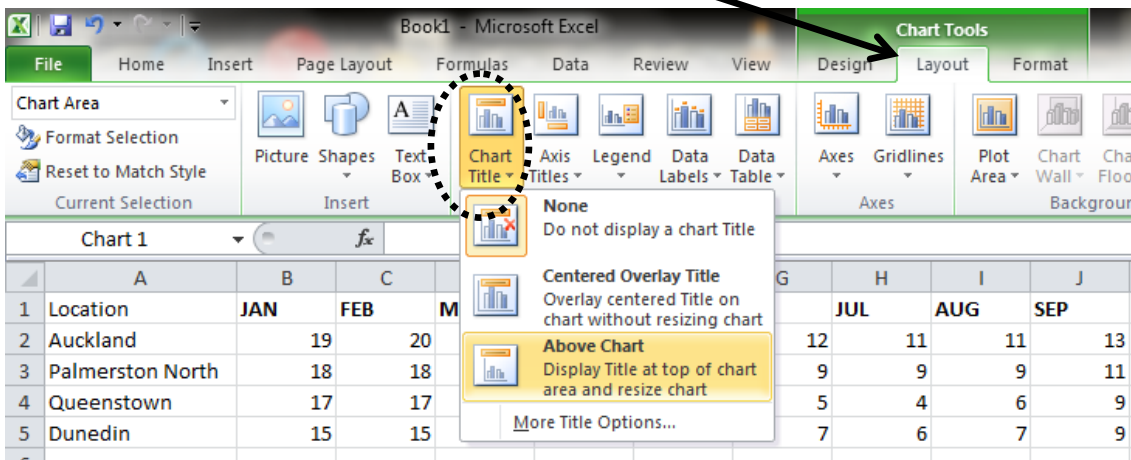 Book1 - Microsoft Excel
Chart Tools
File Home Insert Page Layout Formulas Data Review View Design Layout Format
Chart Area
Format Selection
Reset to Match Style
Current Selection
Picture Shapes Text Box
Insert
Chart Title
Axis Titles
Legend
Data Labels
Data Table
Axes Gridlines
Axes
Plot Area
Chart Wall
None
Do not display a chart Title
Centered Overlay Title
Overlay centered Title on
chart without resizing chart
Above Chart
Display Title at top of chart
area and resize chart
More Title Options...
Chart 1 fx
A B C G H I J
1 Location JAN FEB JUL AUG SEP
2 Auckland 19 20 12 11 11 13
3 Palmerston North 18 18 9 9 9 11
4 Queenstown 17 17 5 4 6 9
5 Dunedin 15 15 7 6 7 9